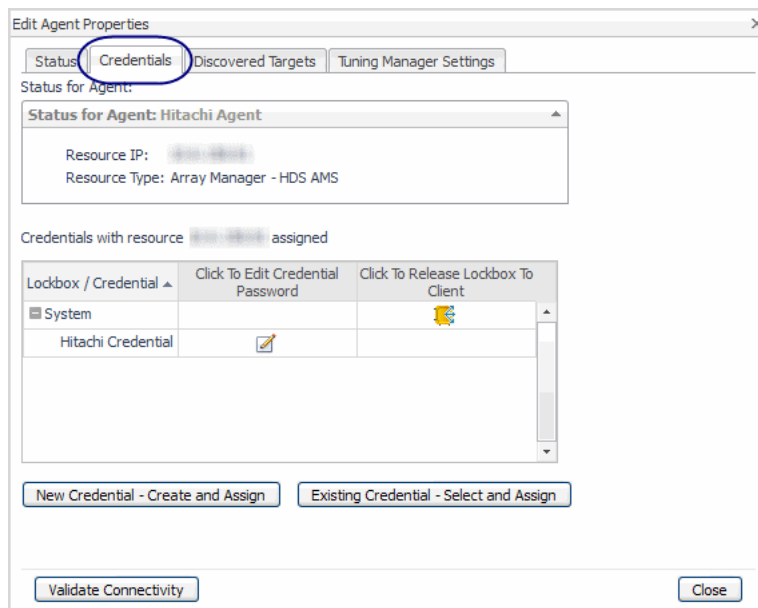 Edit Agent Properties
Status Credentials Discovered Targets Tuning Manager Settings
Status for Agent:
Status for Agent: Hitachi Agent
Resource IP:
Resource Type: Array Manager - HDS AMS
Credentials with resource assigned
Lockbox / Credential Click To Edit Credential Password Click To Release Lockbox To Client
System
Hitachi Credential
New Credential - Create and Assign Existing Credential - Select and Assign
Validate Connectivity Close